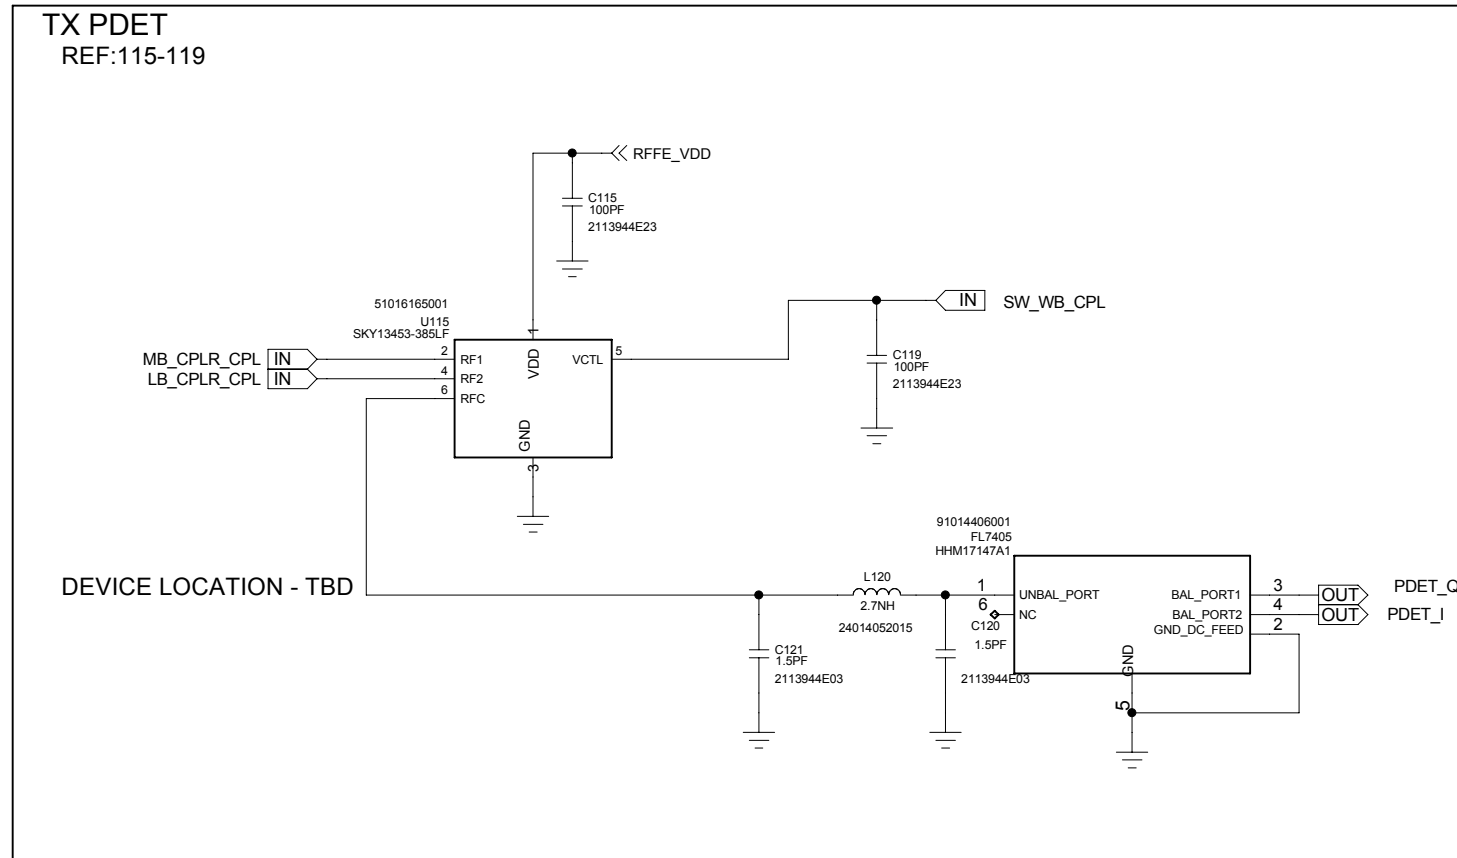 TX PDET
REF:115-119
RFFE_VDD
C115
100PF
2113944E23
51016165001
U115
SKY13453-385LF
IN
SW_WB_CPL
MB_CPLR_CPL
IN
2
RF1
1
VDD
VCTL
5
C119
100PF
2113944E23
LB_CPLR_CPL
IN
4
RF2
6
RFC
GND
3
91014406001
FL7405
HHM17147A1
DEVICE LOCATION - TBD
L120
2.7NH
24014052015
1
UNBAL_PORT
6
NC
C120
1.5PF
2113944E03
C121
1.5PF
2113944E03
BAL_PORT1
3
OUT
PDET_Q
BAL_PORT2
4
OUT
PDET_I
GND_DC_FEED
2
GND
5